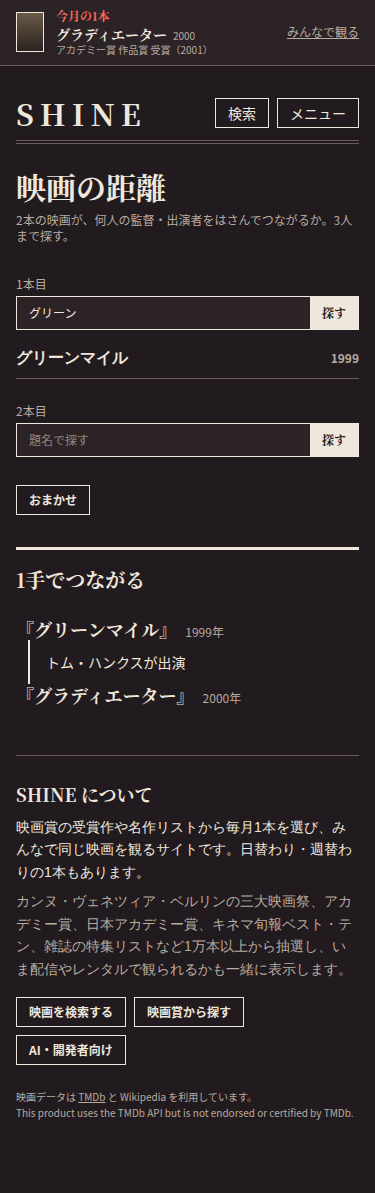 今月の1本
グラディエーター 2000
アカデミー賞 作品賞 受賞（2001）
みんなで観る
SHINE
検索
メニュー
映画の距離
2本の映画が、何人の監督・出演者をはさんでつながるか。3人
まで探す。
1本目
グリーン
探す
グリーンマイル 1999
2本目
題名で探す
探す
おまかせ
1手でつながる
『グリーンマイル』 1999年
トム・ハンクスが出演
『グラディエーター』 2000年
SHINE について
映画賞の受賞作や名作リストから毎月1本を選び、み
んなで同じ映画を観るサイトです。日替わり・週替わ
りの1本もあります。
カンヌ・ヴェネツィア・ベルリンの三大映画祭、アカ
デミー賞、日本アカデミー賞、キネマ旬報ベスト・テ
ン、雑誌の特集リストなど1万本以上から抽選し、い
ま配信やレンタルで観られるかも一緒に表示します。
映画を検索する
映画賞から探す
AI・開発者向け
映画データは TMDb と Wikipedia を利用しています。
This product uses the TMDb API but is not endorsed or certified by TMDb.